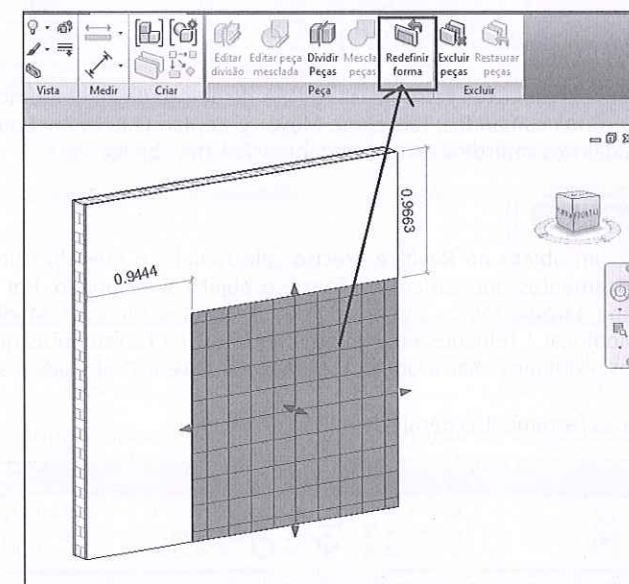 Editar divisão
Editar peça mesclada
Dividir Peças
Mescla peças
Redefinir forma
Excluir peças
Restaurar peças
Vista
Medir
Criar
Peça
Excluir
0.9663
0.9444